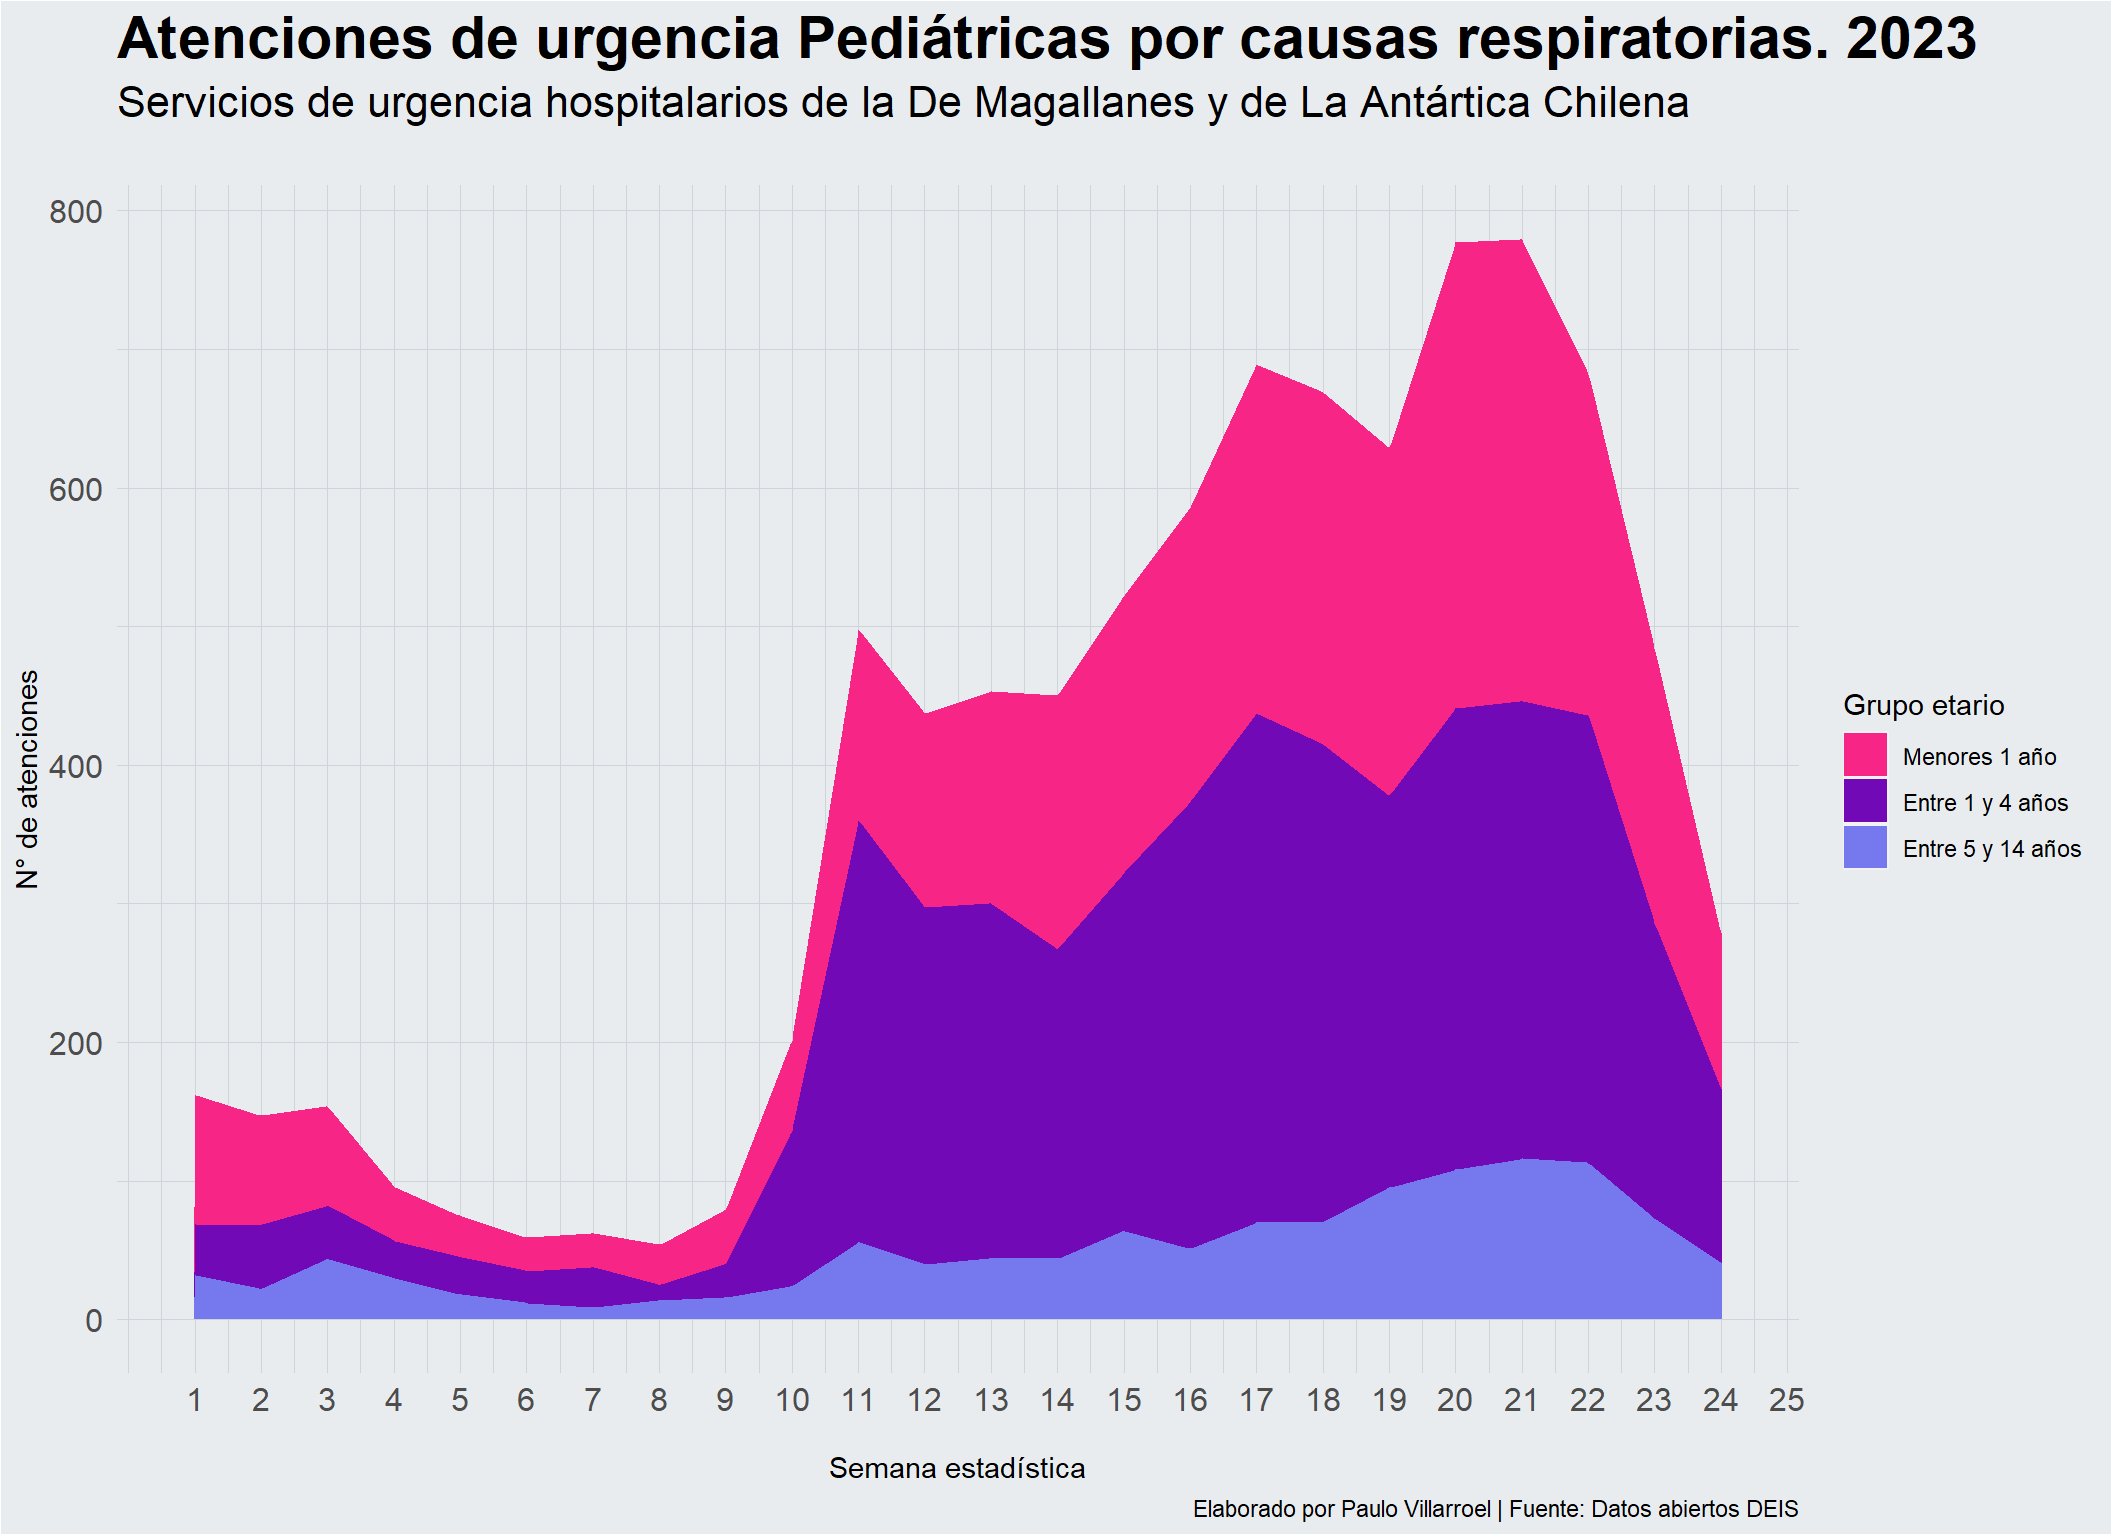 Atenciones de urgencia Pediátricas por causas respiratorias. 2023
Servicios de urgencia hospitalarios de la De Magallanes y de La Antártica Chilena
800
600
400
200
0
N° de atenciones
1 2 3 4 5 6 7 8 9 10 11 12 13 14 15 16 17 18 19 20 21 22 23 24 25
Semana estadística
Grupo etario
Menores 1 año
Entre 1 y 4 años
Entre 5 y 14 años
Elaborado por Paulo Villarroel | Fuente: Datos abiertos DEIS